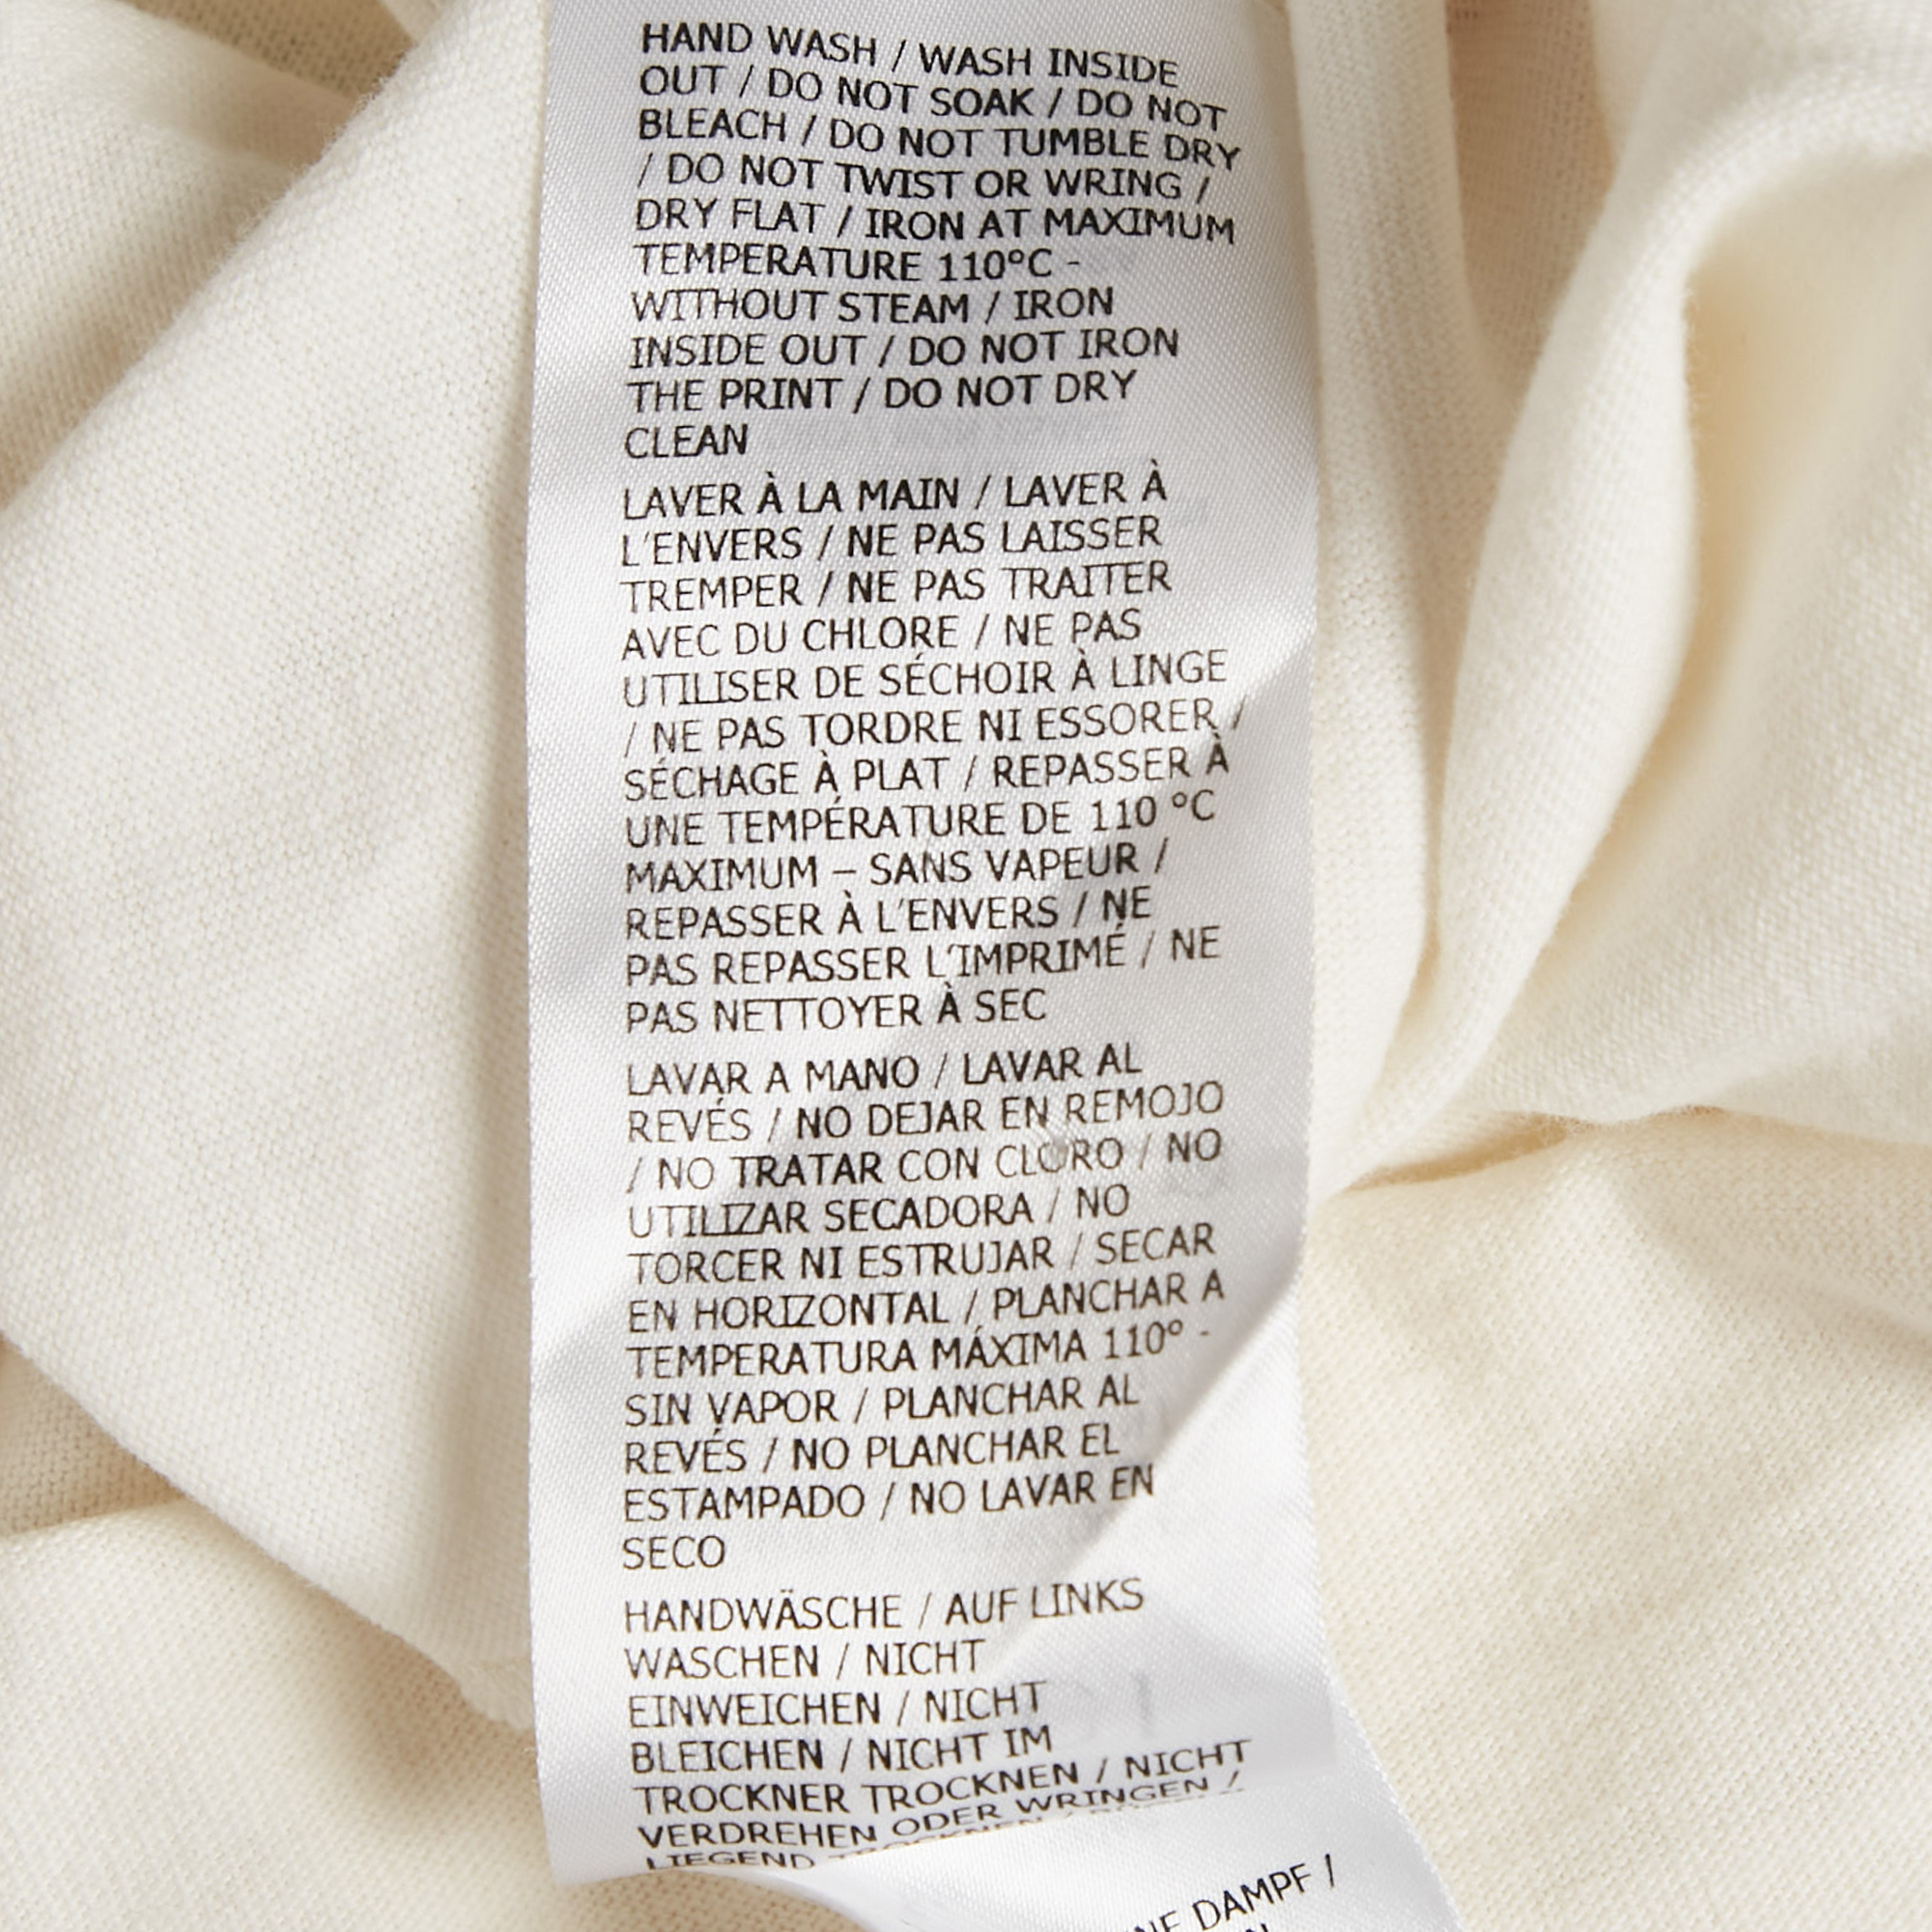 HAND WASH / WASH INSIDE
OUT / DO NOT SOAK / DO NOT
BLEACH / DO NOT TUMBLE DRY
/ DO NOT TWIST OR WRING /
DRY FLAT / IRON AT MAXIMUM
TEMPERATURE 110°C -
WITHOUT STEAM / IRON
INSIDE OUT / DO NOT IRON
THE PRINT / DO NOT DRY
CLEAN
LAVER À LA MAIN / LAVER À
L'ENVERS / NE PAS LAISSER
TREMPER / NE PAS TRAITER
AVEC DU CHLORE / NE PAS
UTILISER DE SÉCHOIR À LINGE
/ NE PAS TORDRE NI ESSORER /
SÉCHAGE À PLAT / REPASSER À
UNE TEMPÉRATURE DE 110 °C
MAXIMUM – SANS VAPEUR /
REPASSER À L'ENVERS / NE
PAS REPASSER L'IMPRIMÉ / NE
PAS NETTOYER À SEC
LAVAR A MANO / LAVAR AL
REVÉS / NO DEJAR EN REMOJO
/ NO TRATAR CON CLORO / NO
UTILIZAR SECADORA / NO
TORCER NI ESTRUJAR / SECAR
EN HORIZONTAL / PLANCHAR A
TEMPERATURA MÁXIMA 110° -
SIN VAPOR / PLANCHAR AL
REVÉS / NO PLANCHAR EL
ESTAMPADO / NO LAVAR EN
SECO
HANDWÄSCHE / AUF LINKS
WASCHEN / NICHT
EINWEICHEN / NICHT
BLEICHEN / NICHT IM
TROCKNER TROCKNEN / NICHT
VERDREHEN ODER WRINGEN /
LIEGEND
DAMPF /